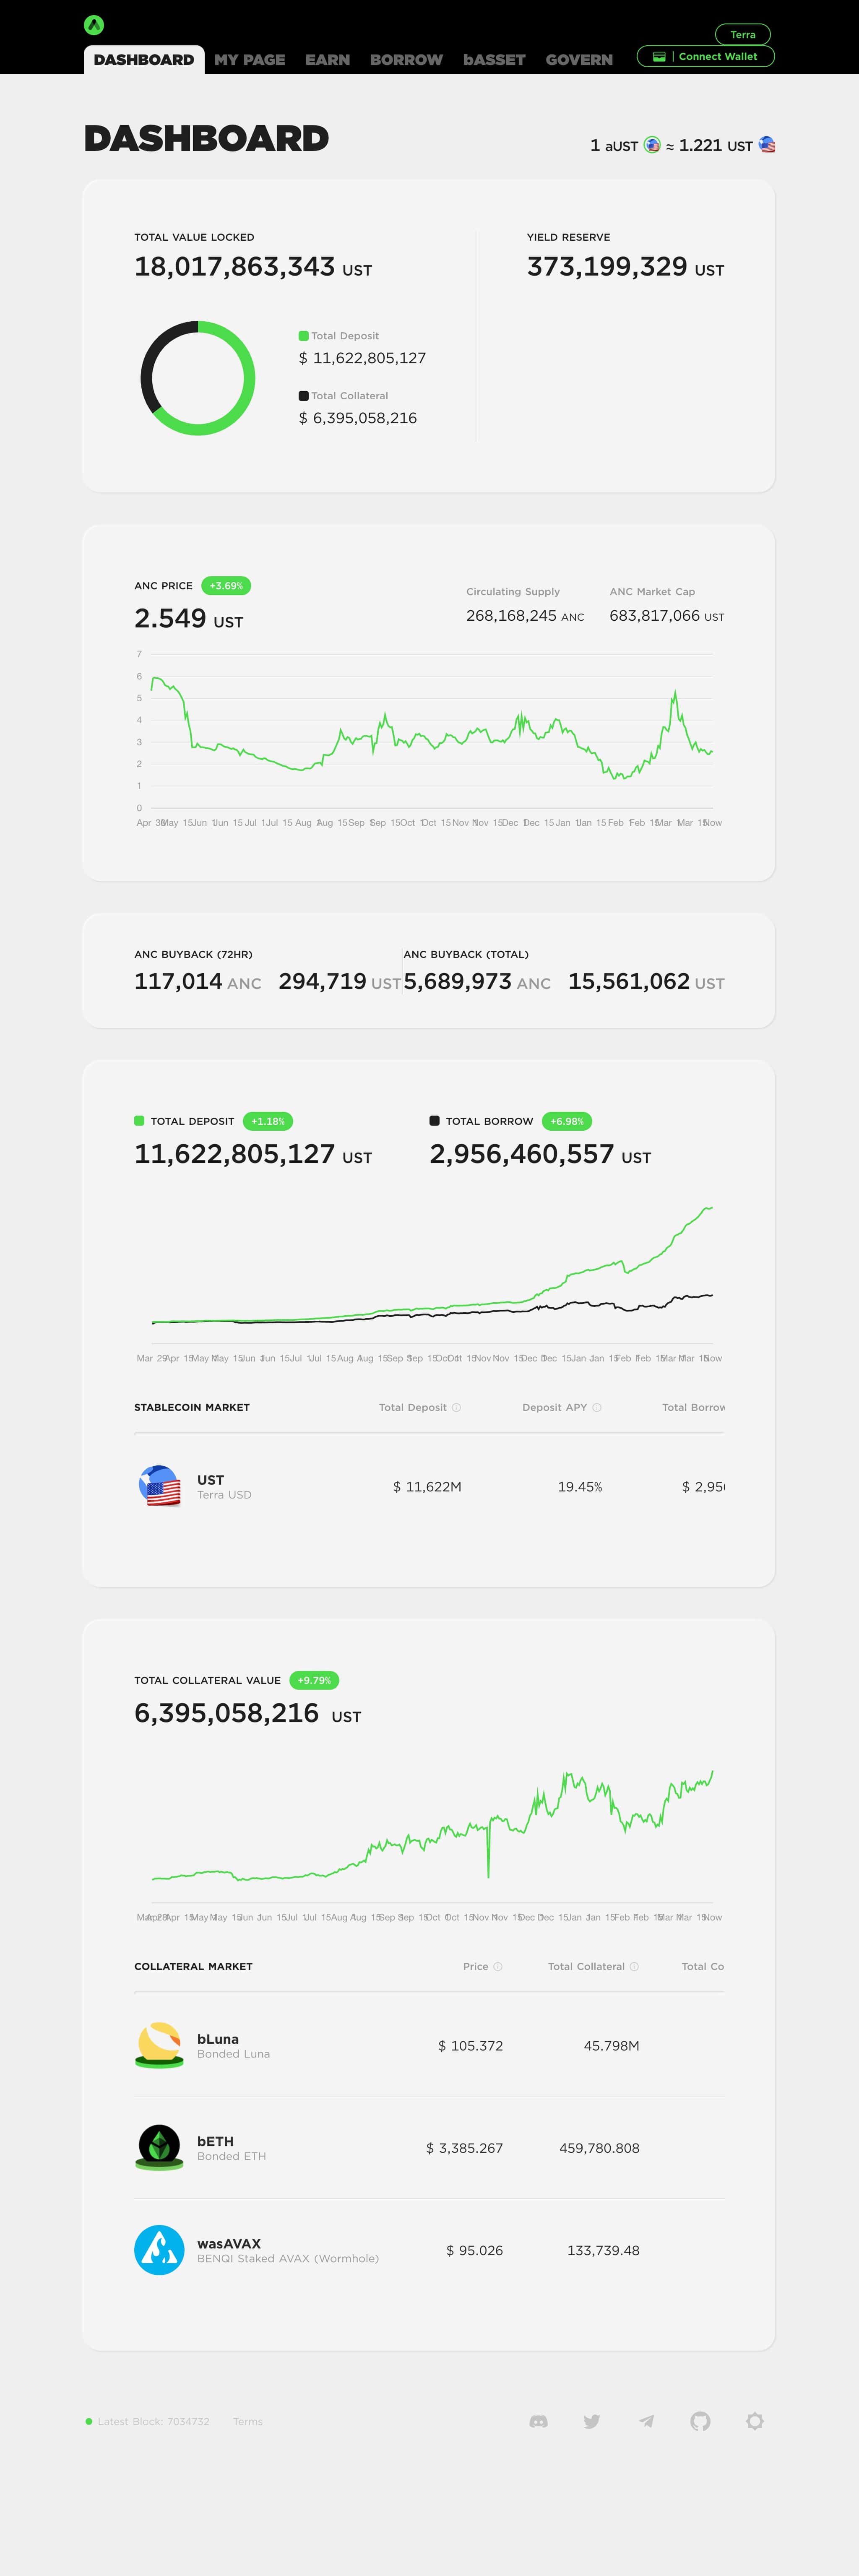 Terra
DASHBOARD MY PAGE EARN BORROW bASSET GOVERN Connect Wallet
DASHBOARD
1 aUST ≈ 1.221 UST
TOTAL VALUE LOCKED
18,017,863,343 UST
Total Deposit
$ 11,622,805,127
Total Collateral
$ 6,395,058,216
YIELD RESERVE
373,199,329 UST
ANC PRICE +3.69%
2.549 UST
Circulating Supply
268,168,245 ANC
ANC Market Cap
683,817,066 UST
7
6
5
4
3
2
1
0
Apr 30 May 15 Jun 1 Jun 15 Jul 1 Jul 15 Aug 1 Aug 15 Sep 1 Sep 15 Oct 1 Oct 15 Nov 1 Nov 15 Dec 1 Dec 15 Jan 1 Jan 15 Feb 1 Feb 15 Mar 1 Mar 15 Now
ANC BUYBACK (72HR)
117,014 ANC 294,719 UST
ANC BUYBACK (TOTAL)
5,689,973 ANC 15,561,062 UST
TOTAL DEPOSIT +1.18%
11,622,805,127 UST
TOTAL BORROW +6.98%
2,956,460,557 UST
Mar 29 Apr 15 May 1 May 15 Jun 1 Jun 15 Jul 1 Jul 15 Aug 1 Aug 15 Sep 1 Sep 15 Oct 1 Oct 15 Nov 1 Nov 15 Dec 1 Dec 15 Jan 1 Jan 15 Feb 1 Feb 15 Mar 1 Mar 15 Now
STABLECOIN MARKET Total Deposit Deposit APY Total Borrow
UST $ 11,622M 19.45% $ 2,95
Terra USD
TOTAL COLLATERAL VALUE +9.79%
6,395,058,216 UST
Apr 15 May 1 May 15 Jun 1 Jun 15 Jul 1 Jul 15 Aug 1 Aug 15 Sep 1 Sep 15 Oct 1 Oct 15 Nov 1 Nov 15 Dec 1 Dec 15 Jan 1 Jan 15 Feb 1 Feb 15 Mar 1 Mar 15 Now
COLLATERAL MARKET Price Total Collateral Total Co
bLuna $ 105.372 45.798M
Bonded Luna
bETH $ 3,385.267 459,780.808
Bonded ETH
wasAVAX $ 95.026 133,739.48
BENQI Staked AVAX (Wormhole)
Latest Block: 7034732 Terms